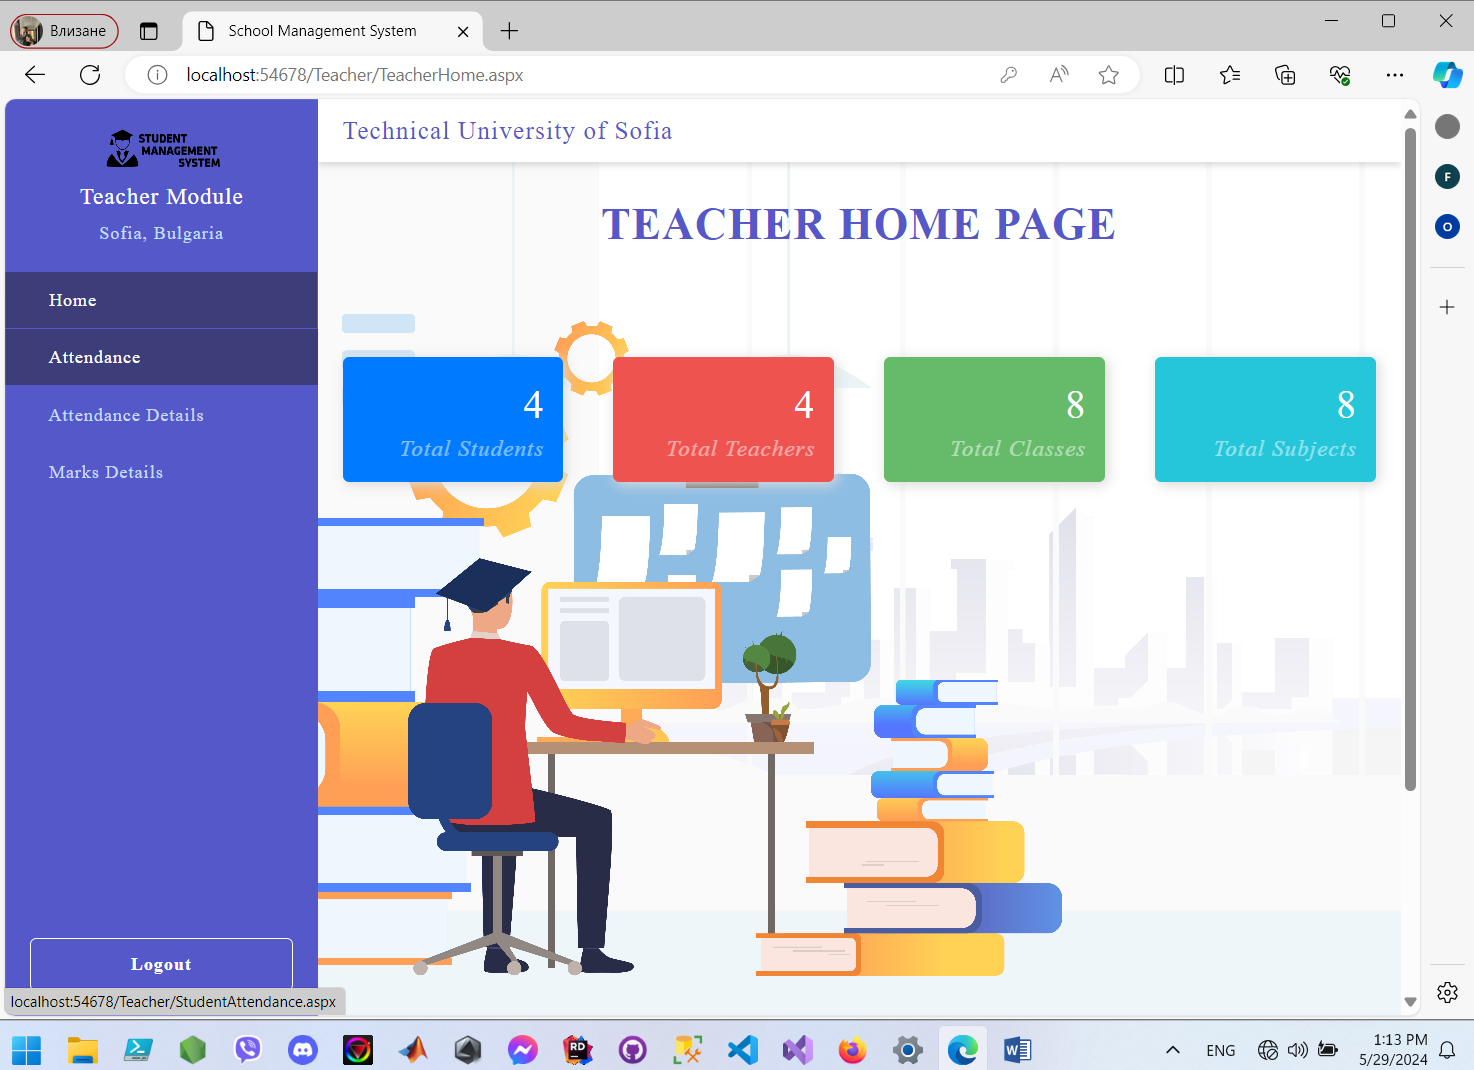 Влизане
School Management System
localhost:54678/Teacher/TeacherHome.aspx
STUDENT
MANAGEMENT
SYSTEM
Teacher Module
Sofia, Bulgaria
Home
Attendance
Attendance Details
Marks Details
Logout
localhost:54678/Teacher/StudentAttendance.aspx
Technical University of Sofia
TEACHER HOME PAGE
4
Total Students
4
Total Teachers
8
Total Classes
8
Total Subjects
F
O
RD
W
ENG
1:13 PM
5/29/2024